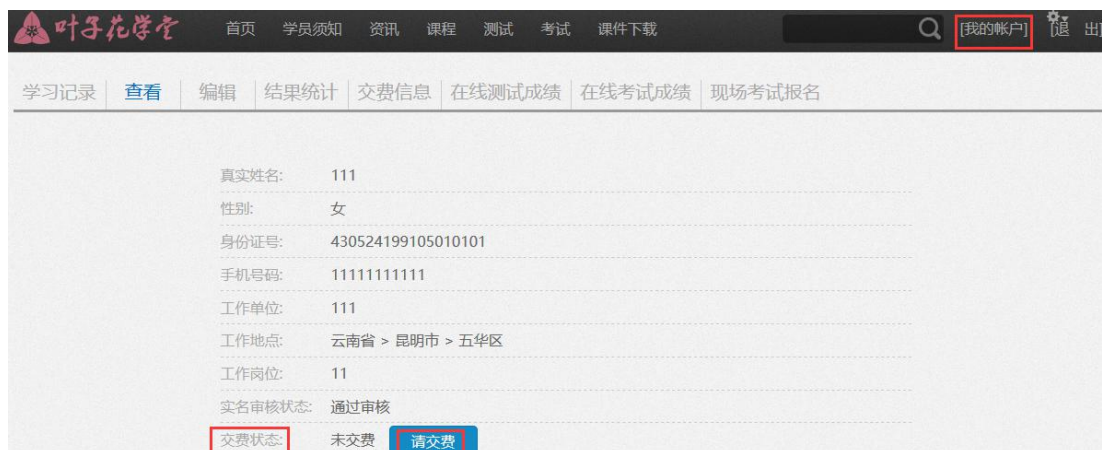 叶子花学堂 首页 学员须知 资讯 课程 测试 考试 课件下载 [我的帐户] [退 出]
学习记录 查看 编辑 结果统计 交费信息 在线测试成绩 在线考试成绩 现场考试报名
真实姓名: 111
性别: 女
身份证号: 430524199105010101
手机号码: 11111111111
工作单位: 111
工作地点: 云南省 > 昆明市 > 五华区
工作岗位: 11
实名审核状态: 通过审核
交费状态: 未交费 请交费